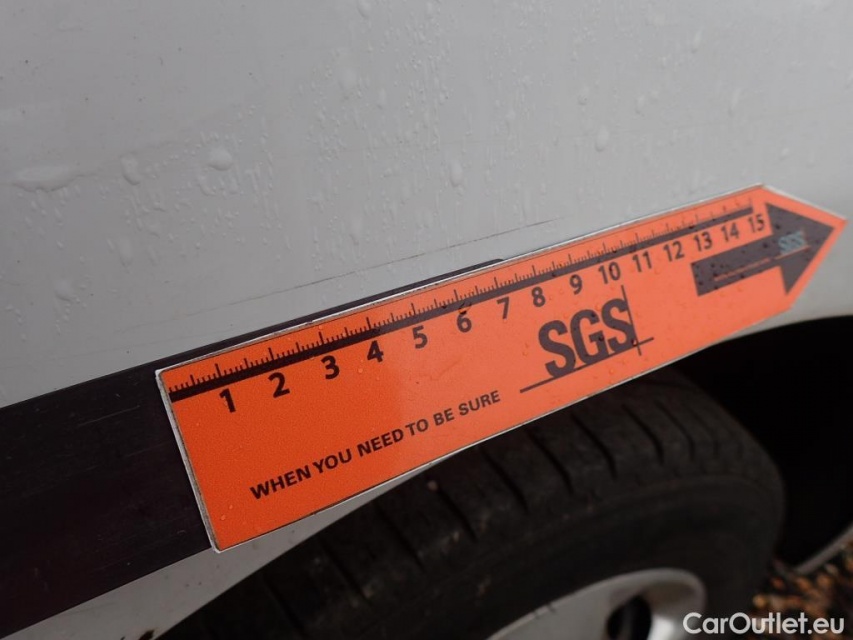 1 2 3 4 5 6 7 8 9 10 11 12 13 14 15
SGS
SGS
WHEN YOU NEED TO BE SURE
CarOutlet.eu